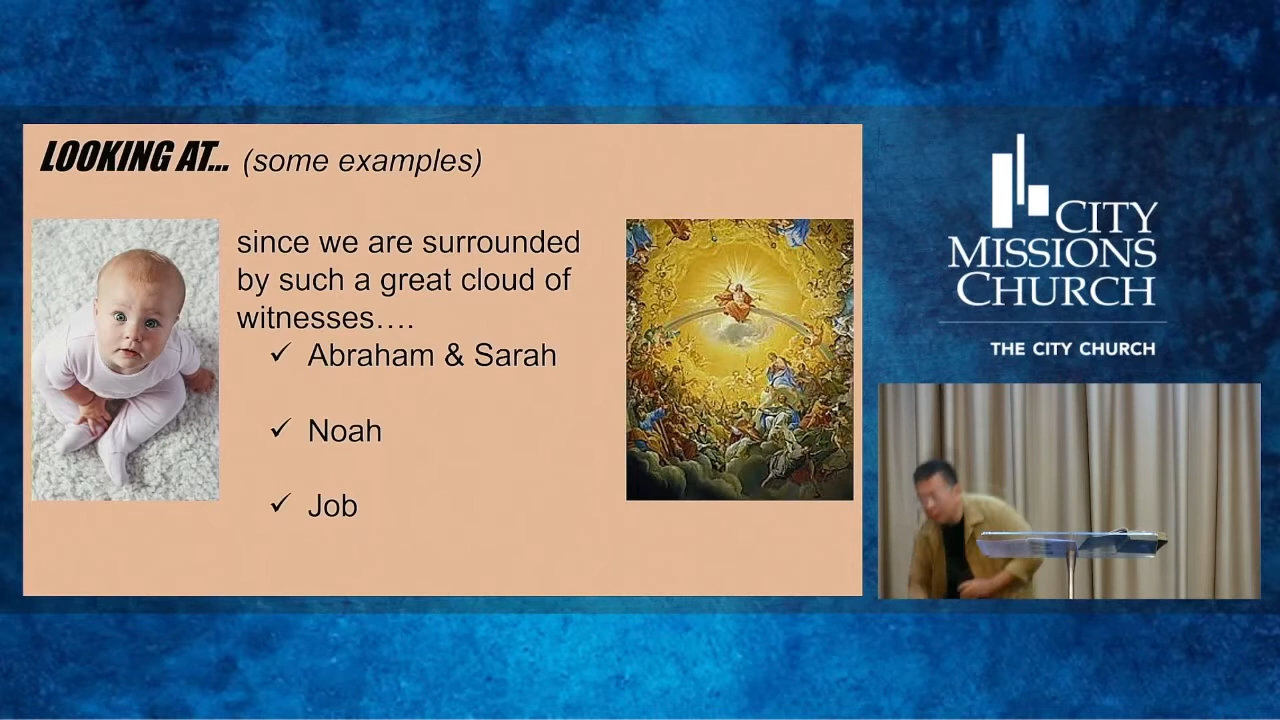 LOOKING AT... (some examples)
since we are surrounded
by such a great cloud of
witnesses….
✓ Abraham & Sarah
✓ Noah
✓ Job
CITY
MISSIONS
CHURCH
THE CITY CHURCH